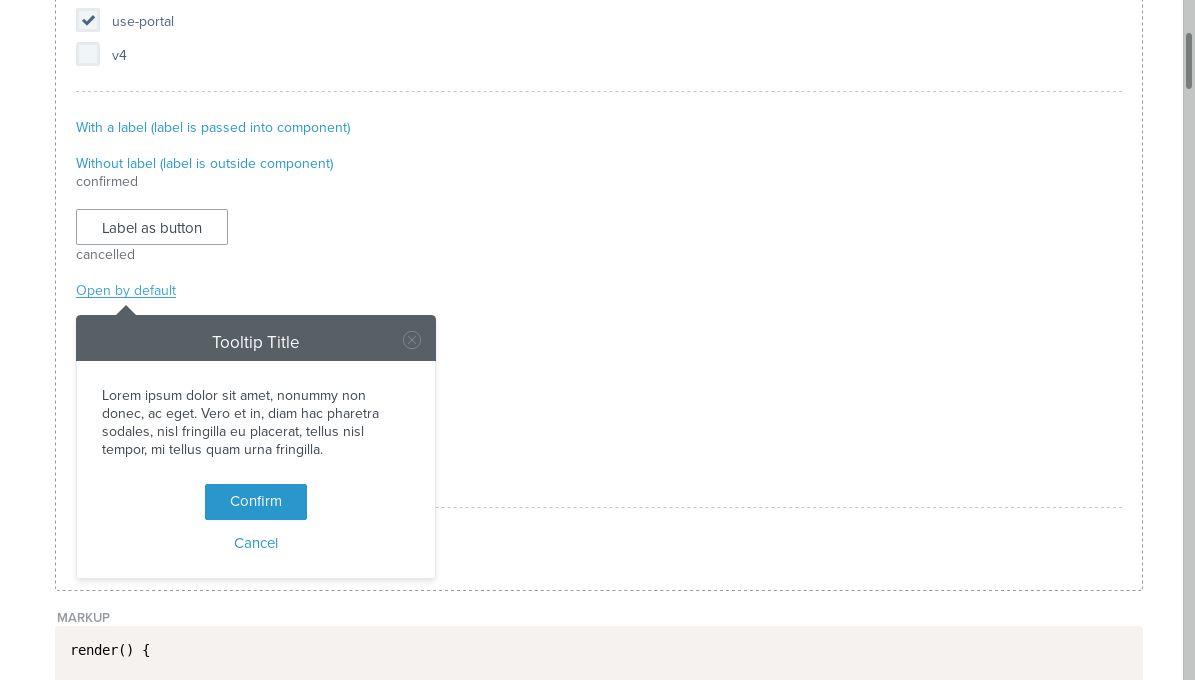 use-portal
v4
With a label (label is passed into component)
Without label (label is outside component)
confirmed
Label as button
cancelled
Open by default
Tooltip Title
Lorem ipsum dolor sit amet, nonummy non
donec, ac eget. Vero et in, diam hac pharetra
sodales, nisl fringilla eu placerat, tellus nisl
tempor, mi tellus quam urna fringilla.
Confirm
Cancel
MARKUP
render() {